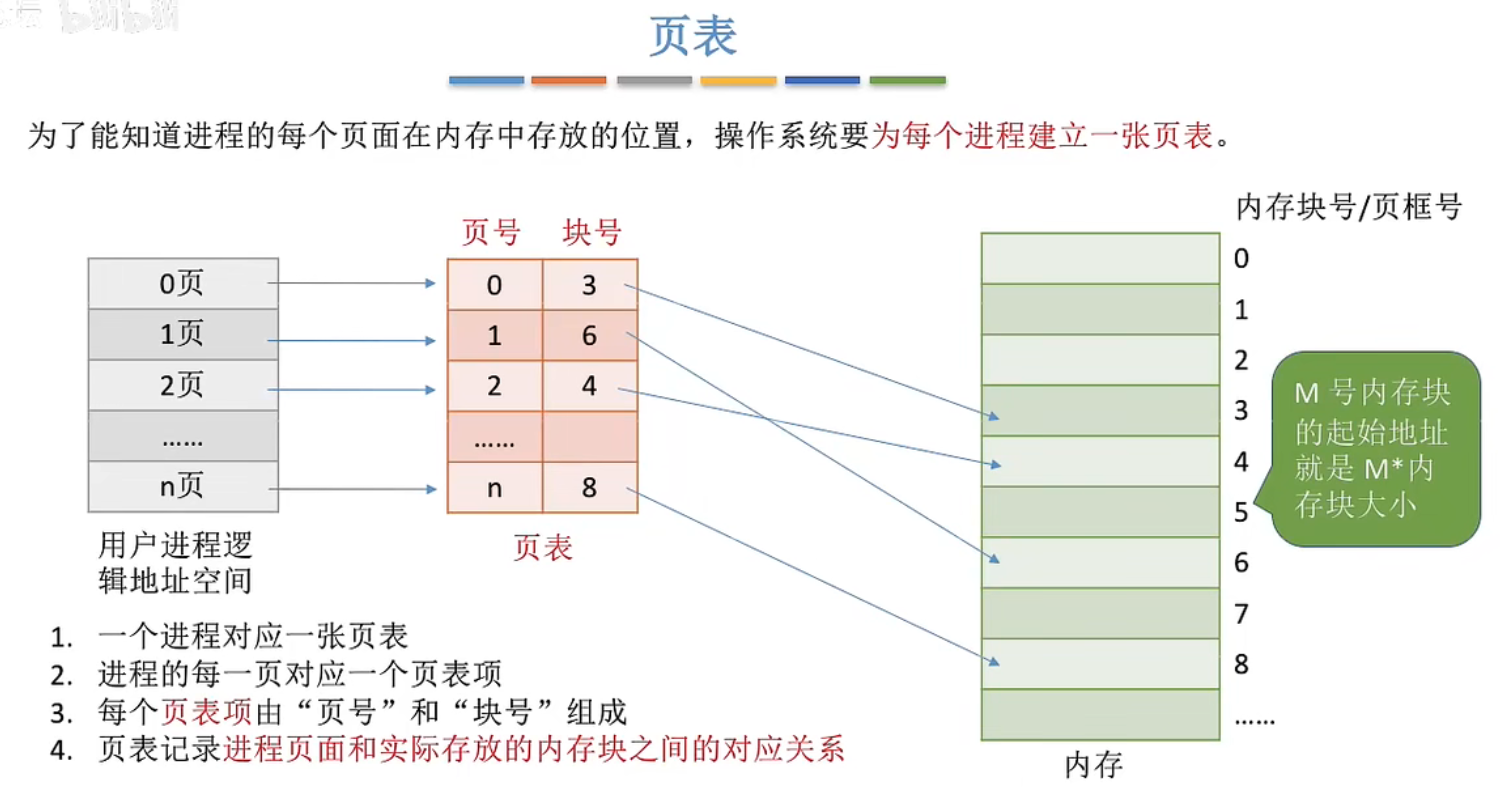 页表
为了能知道进程的每个页面在内存中存放的位置，操作系统要为每个进程建立一张页表。
内存块号/页框号
页号 块号
0页
1页
2页
……
n页
用户进程逻
辑地址空间
0 3
1 6
2 4
……
n 8
页表
0
1
2
3
4
5
6
7
8
……
内存
M 号内存块
的起始地址
就是 M*内
存块大小
1. 一个进程对应一张页表
2. 进程的每一页对应一个页表项
3. 每个页表项由“页号”和“块号”组成
4. 页表记录进程页面和实际存放的内存块之间的对应关系